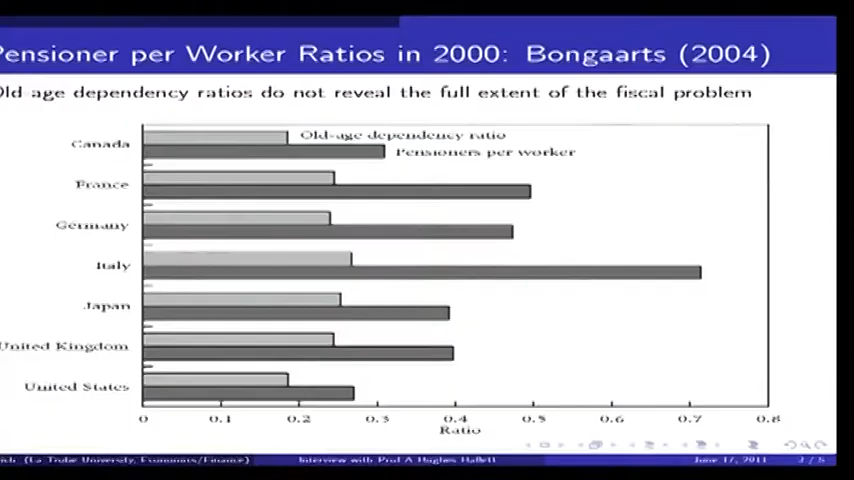 Pensioner per Worker Ratios in 2000: Bongaarts (2004)
Old age dependency ratios do not reveal the full extent of the fiscal problem
Canada
Old-age dependency ratio
Pensioners per worker
France
Germany
Italy
Japan
United Kingdom
United States
0 0.1 0.2 0.3 0.4 0.5 0.6 0.7 0.8
Ratio
(La Trobe University, Economics/Finance) Interview with Prof A Hughes Hallett June 17, 2011 2 / 5